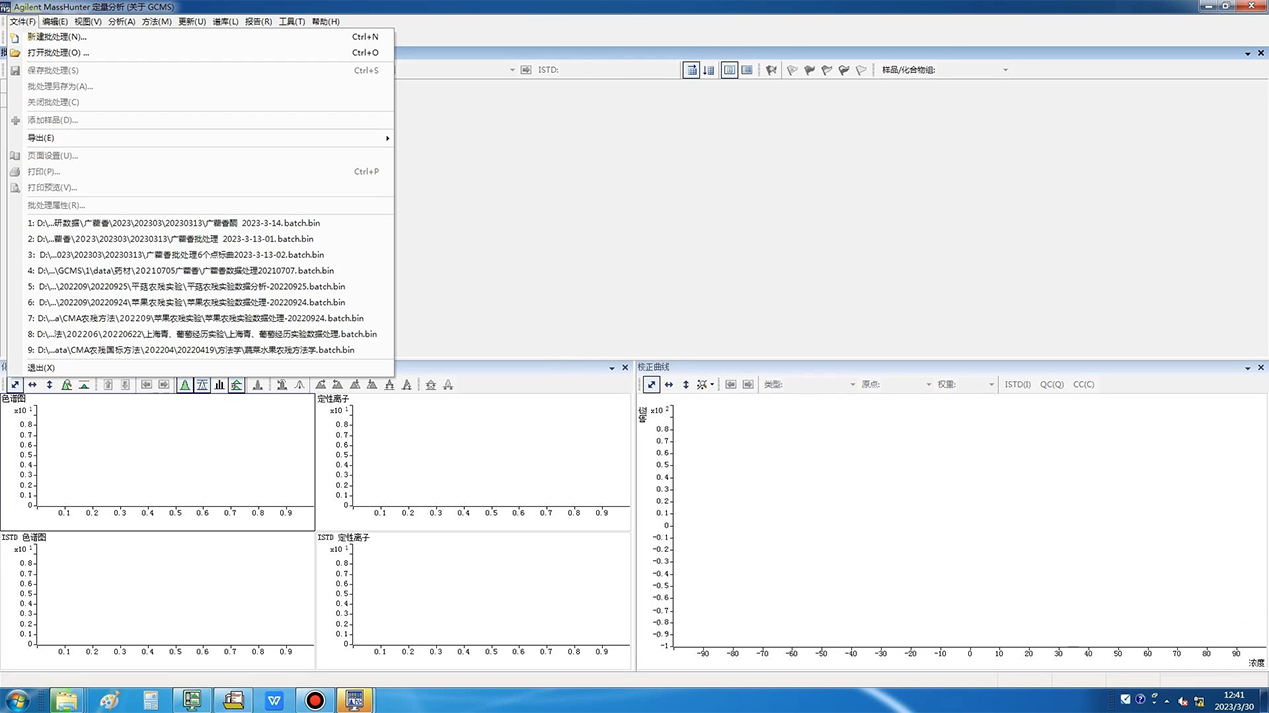 Agilent MassHunter 定量分析 (关于 GCMS)
文件(F) 编辑(E) 视图(V) 分析(A) 方法(M) 更新(U) 谱库(L) 报告(R) 工具(T) 帮助(H)
新建批处理(N)... Ctrl+N
打开批处理(O) ... Ctrl+O
保存批处理(S) Ctrl+S
批处理另存为(A)...
关闭批处理(C)
添加样品(D)...
导出(E)
页面设置(U)...
打印(P)... Ctrl+P
打印预览(V)...
批处理属性(R)...
1: D:\...研数据\广藿香\2023\202303\20230313\广藿香酮 2023-3-14.batch.bin
2: D:\...藿香\2023\202303\20230313\广藿香批处理 2023-3-13-01.batch.bin
3: D:\...023\202303\20230313\广藿香批处理6个点标曲2023-3-13-02.batch.bin
4: D:\...\GCMS\1\data\药材\20210705广藿香\广藿香数据处理20210707.batch.bin
5: D:\...\202209\20220925\平菇农残实验\平菇农残实验数据分析-20220925.batch.bin
6: D:\...\202209\20220924\苹果农残实验\苹果农残实验数据处理-20220924.batch.bin
7: D:\...a\CMA农残方法\202209\苹果农残实验\苹果农残实验数据处理-20220924.batch.bin
8: D:\...法\202206\20220622\上海青、葡萄经历实验\上海青、葡萄经历实验数据处理.batch.bin
9: D:\...ata\CMA农残国标方法\202204\20220419\方法学\蔬菜水果农残方法学.batch.bin
退出(X)
ISTD: 样品/化合物组:
校正曲线
类型: 原点: 权重: ISTD(I) QC(Q) CC(C)
色谱图
x10 1
0.8
0.7
0.6
0.5
0.4
0.3
0.2
0.1
0
0.1 0.2 0.3 0.4 0.5 0.6 0.7 0.8 0.9
定性离子
x10 1
0.8
0.7
0.6
0.5
0.4
0.3
0.2
0.1
0
0.1 0.2 0.3 0.4 0.5 0.6 0.7 0.8 0.9
ISTD 色谱图
x10 1
0.8
0.7
0.6
0.5
0.4
0.3
0.2
0.1
0
0.1 0.2 0.3 0.4 0.5 0.6 0.7 0.8 0.9
ISTD 定性离子
x10 1
0.8
0.7
0.6
0.5
0.4
0.3
0.2
0.1
0
0.1 0.2 0.3 0.4 0.5 0.6 0.7 0.8 0.9
响应
x10 2
0.8
0.7
0.6
0.5
0.4
0.3
0.2
0.1
0
-0.1
-0.2
-0.3
-0.4
-0.5
-0.6
-0.7
-0.8
-0.9
-1
-90 -80 -70 -60 -50 -40 -30 -20 -10 0 10 20 30 40 50 60 70 80 90
浓度
12:41
2023/3/30